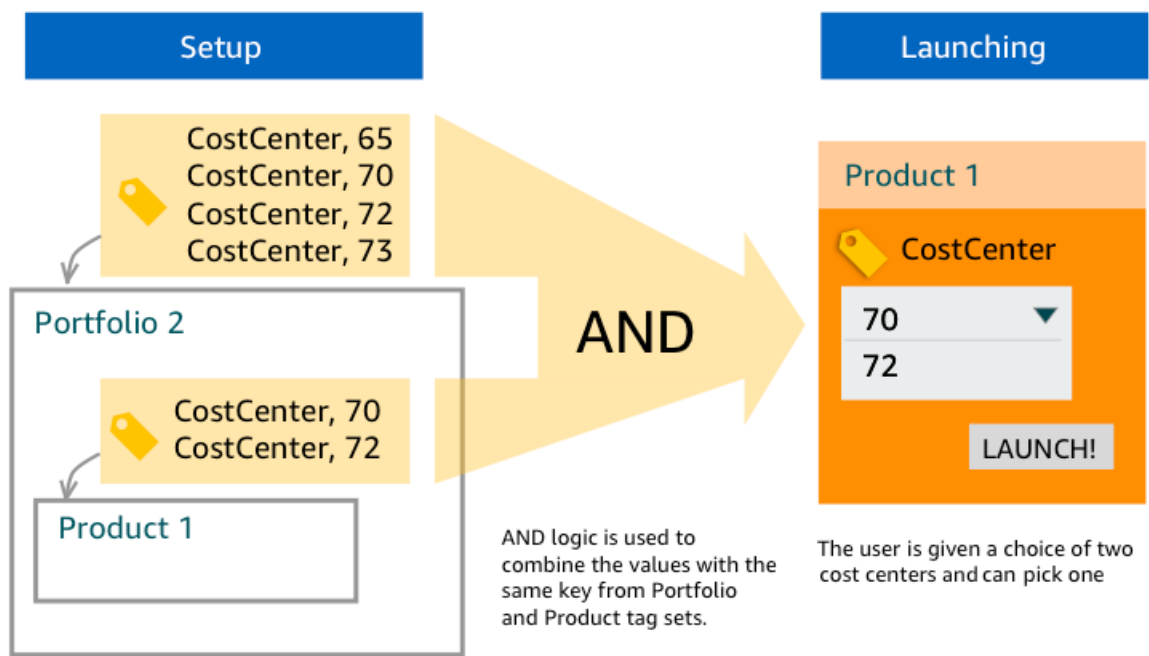 Setup
Launching
CostCenter, 65
CostCenter, 70
CostCenter, 72
CostCenter, 73
Portfolio 2
CostCenter, 70
CostCenter, 72
Product 1
AND
AND logic is used to
combine the values with the
same key from Portfolio
and Product tag sets.
Product 1
CostCenter
70
72
LAUNCH!
The user is given a choice of two
cost centers and can pick one